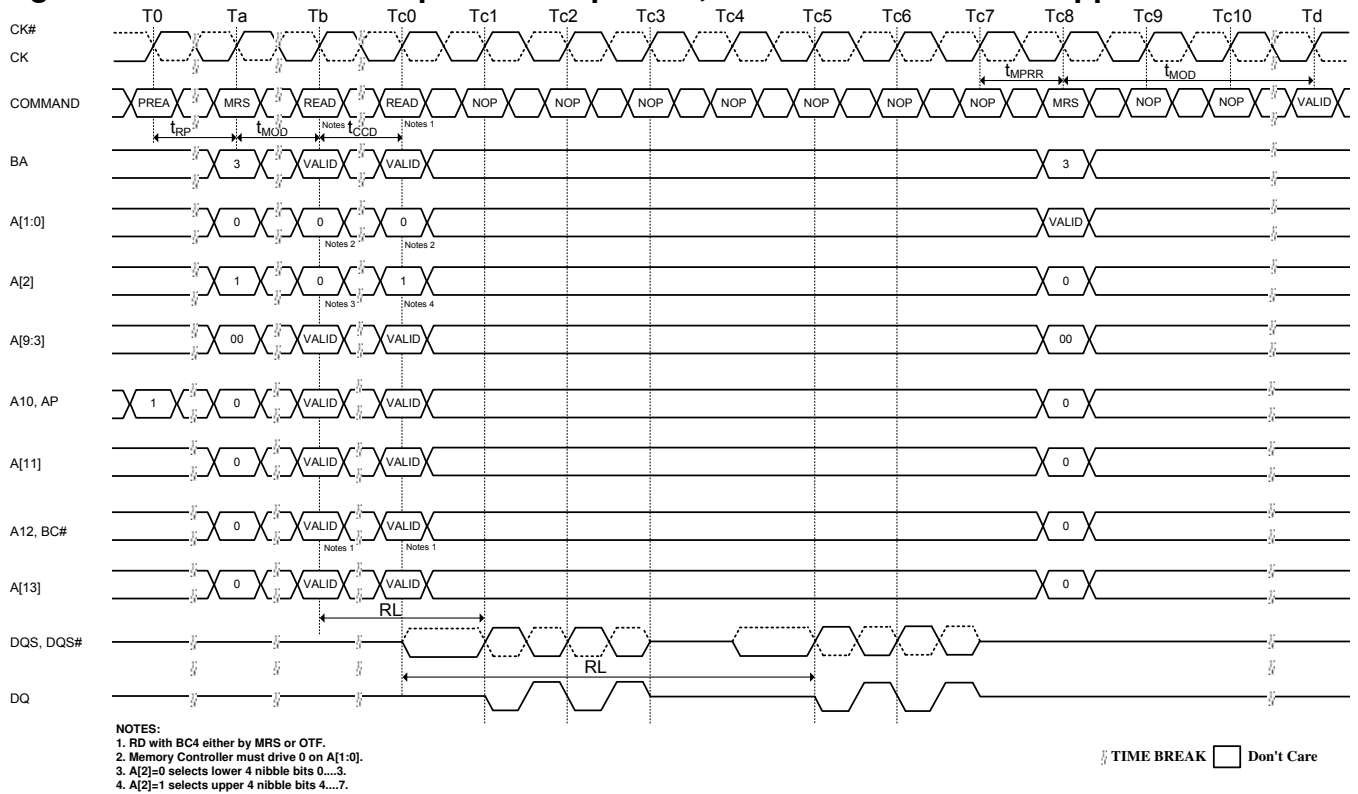 T0 Ta Tb Tc0 Tc1 Tc2 Tc3 Tc4 Tc5 Tc6 Tc7 Tc8 Tc9 Tc10 Td
CK#
CK
tMPRR tMOD
COMMAND PREA MRS READ READ NOP NOP NOP NOP NOP NOP NOP MRS NOP NOP VALID
Notes 1 Notes 1
tRP tMOD tCCD
BA 3 VALID VALID 3
A[1:0] 0 0 0 VALID
Notes 2 Notes 2
A[2] 1 0 1 0
Notes 3 Notes 4
A[9:3] 00 VALID VALID 00
A10, AP 1 0 VALID VALID 0
A[11] 0 VALID VALID 0
A12, BC# 0 VALID VALID 0
Notes 1 Notes 1
A[13] 0 VALID VALID 0
RL
DQS, DQS#
RL
DQ
NOTES:
1. RD with BC4 either by MRS or OTF.
2. Memory Controller must drive 0 on A[1:0].
3. A[2]=0 selects lower 4 nibble bits 0....3.
4. A[2]=1 selects upper 4 nibble bits 4....7.
TIME BREAK Don't Care